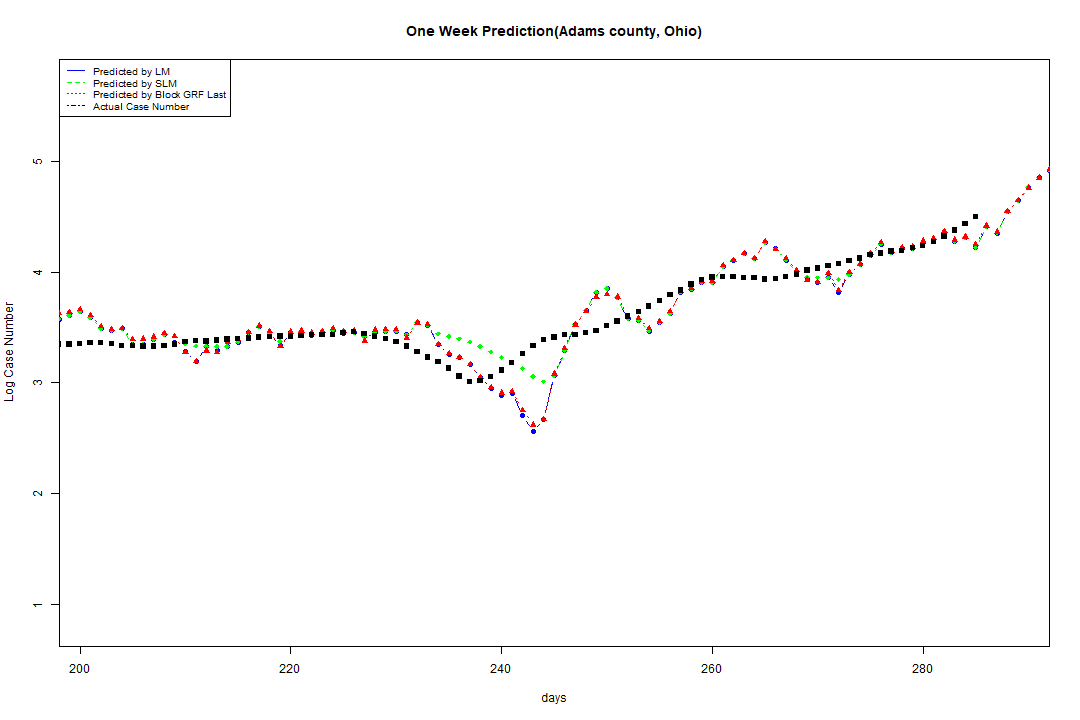 One Week Prediction(Adams county, Ohio)
Predicted by LM
Predicted by SLM
Predicted by Block GRF Last
Actual Case Number
Log Case Number
5
4
3
2
1
200 220 240 260 280
days